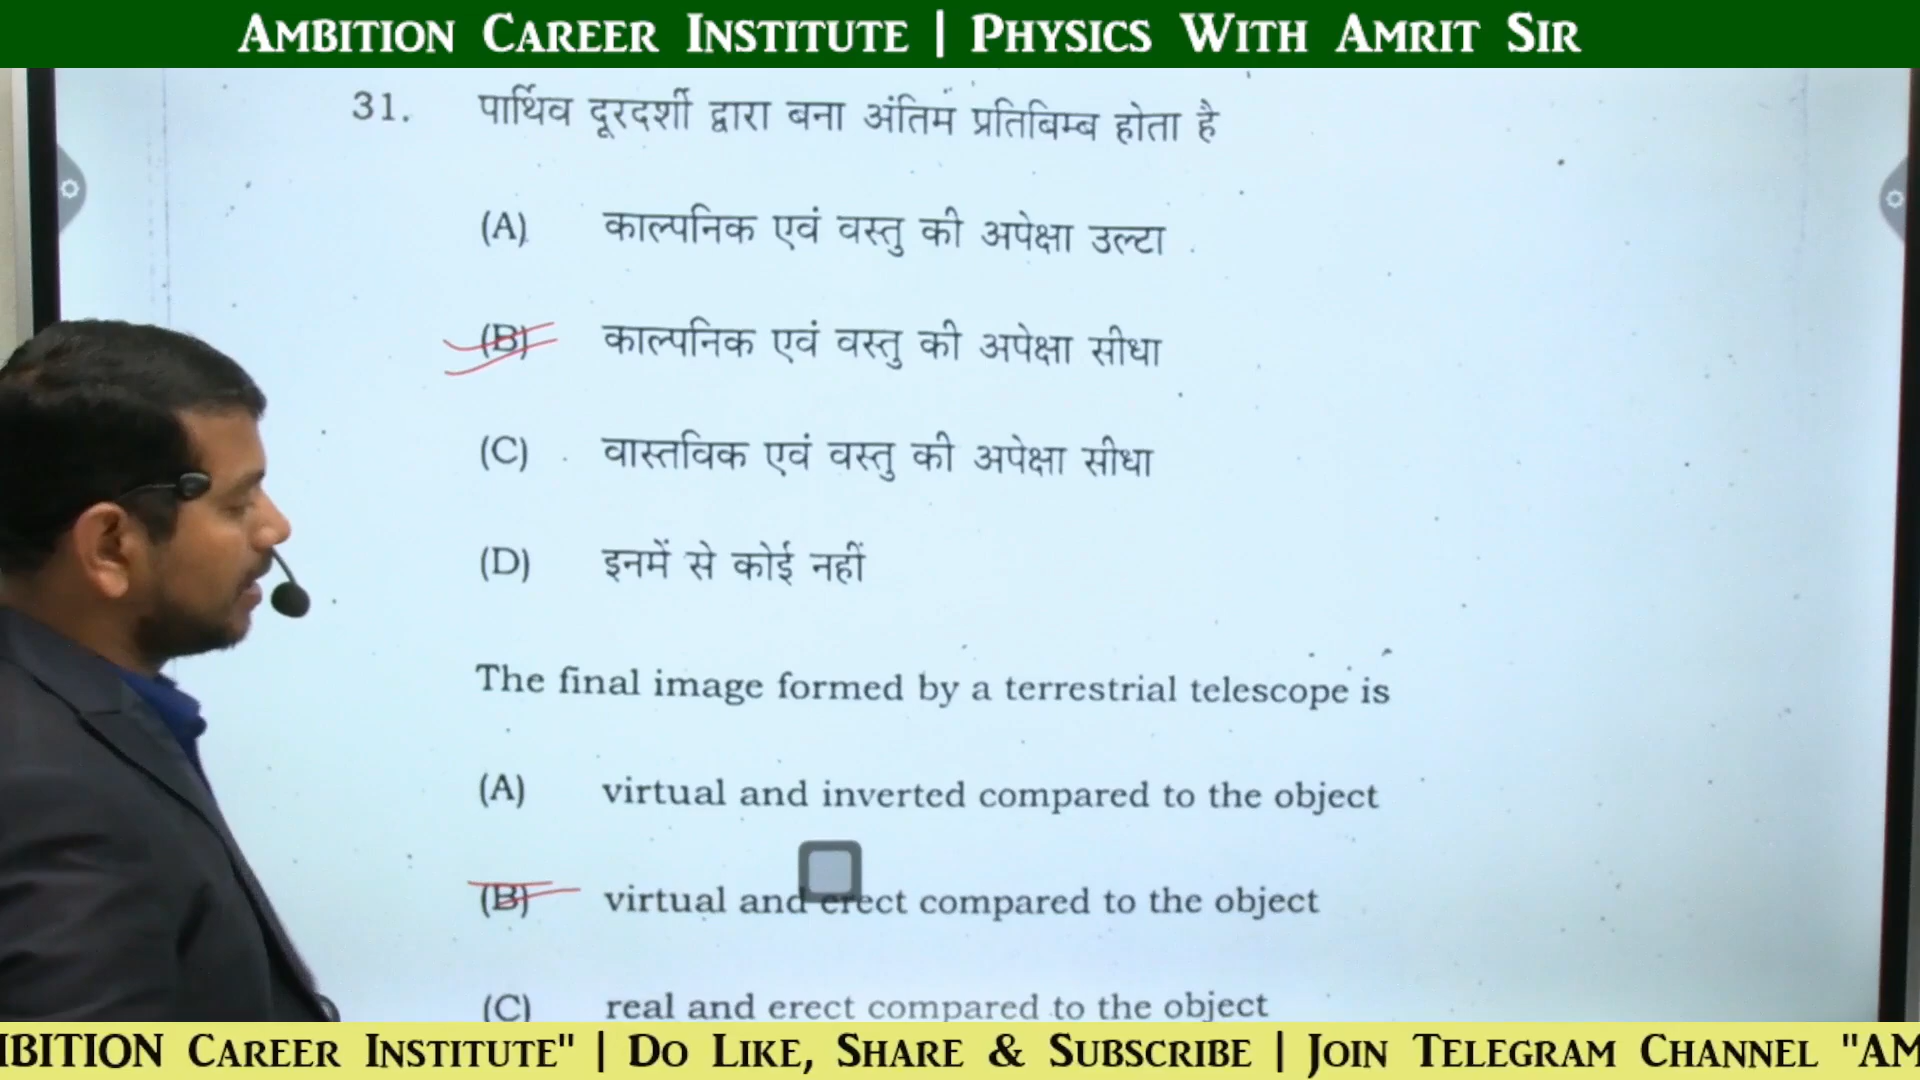 AMBITION CAREER INSTITUTE | PHYSICS WITH AMRIT SIR
31. पार्थिव दूरदर्शी द्वारा बना अंतिम प्रतिबिम्ब होता है
(A) काल्पनिक एवं वस्तु की अपेक्षा उल्टा
(B) काल्पनिक एवं वस्तु की अपेक्षा सीधा
(C) वास्तविक एवं वस्तु की अपेक्षा सीधा
(D) इनमें से कोई नहीं
The final image formed by a terrestrial telescope is
(A) virtual and inverted compared to the object
(B) virtual and erect compared to the object
(C) real and erect compared to the object
IBITION CAREER INSTITUTE" | DO LIKE, SHARE & SUBSCRIBE | JOIN TELEGRAM CHANNEL "AM